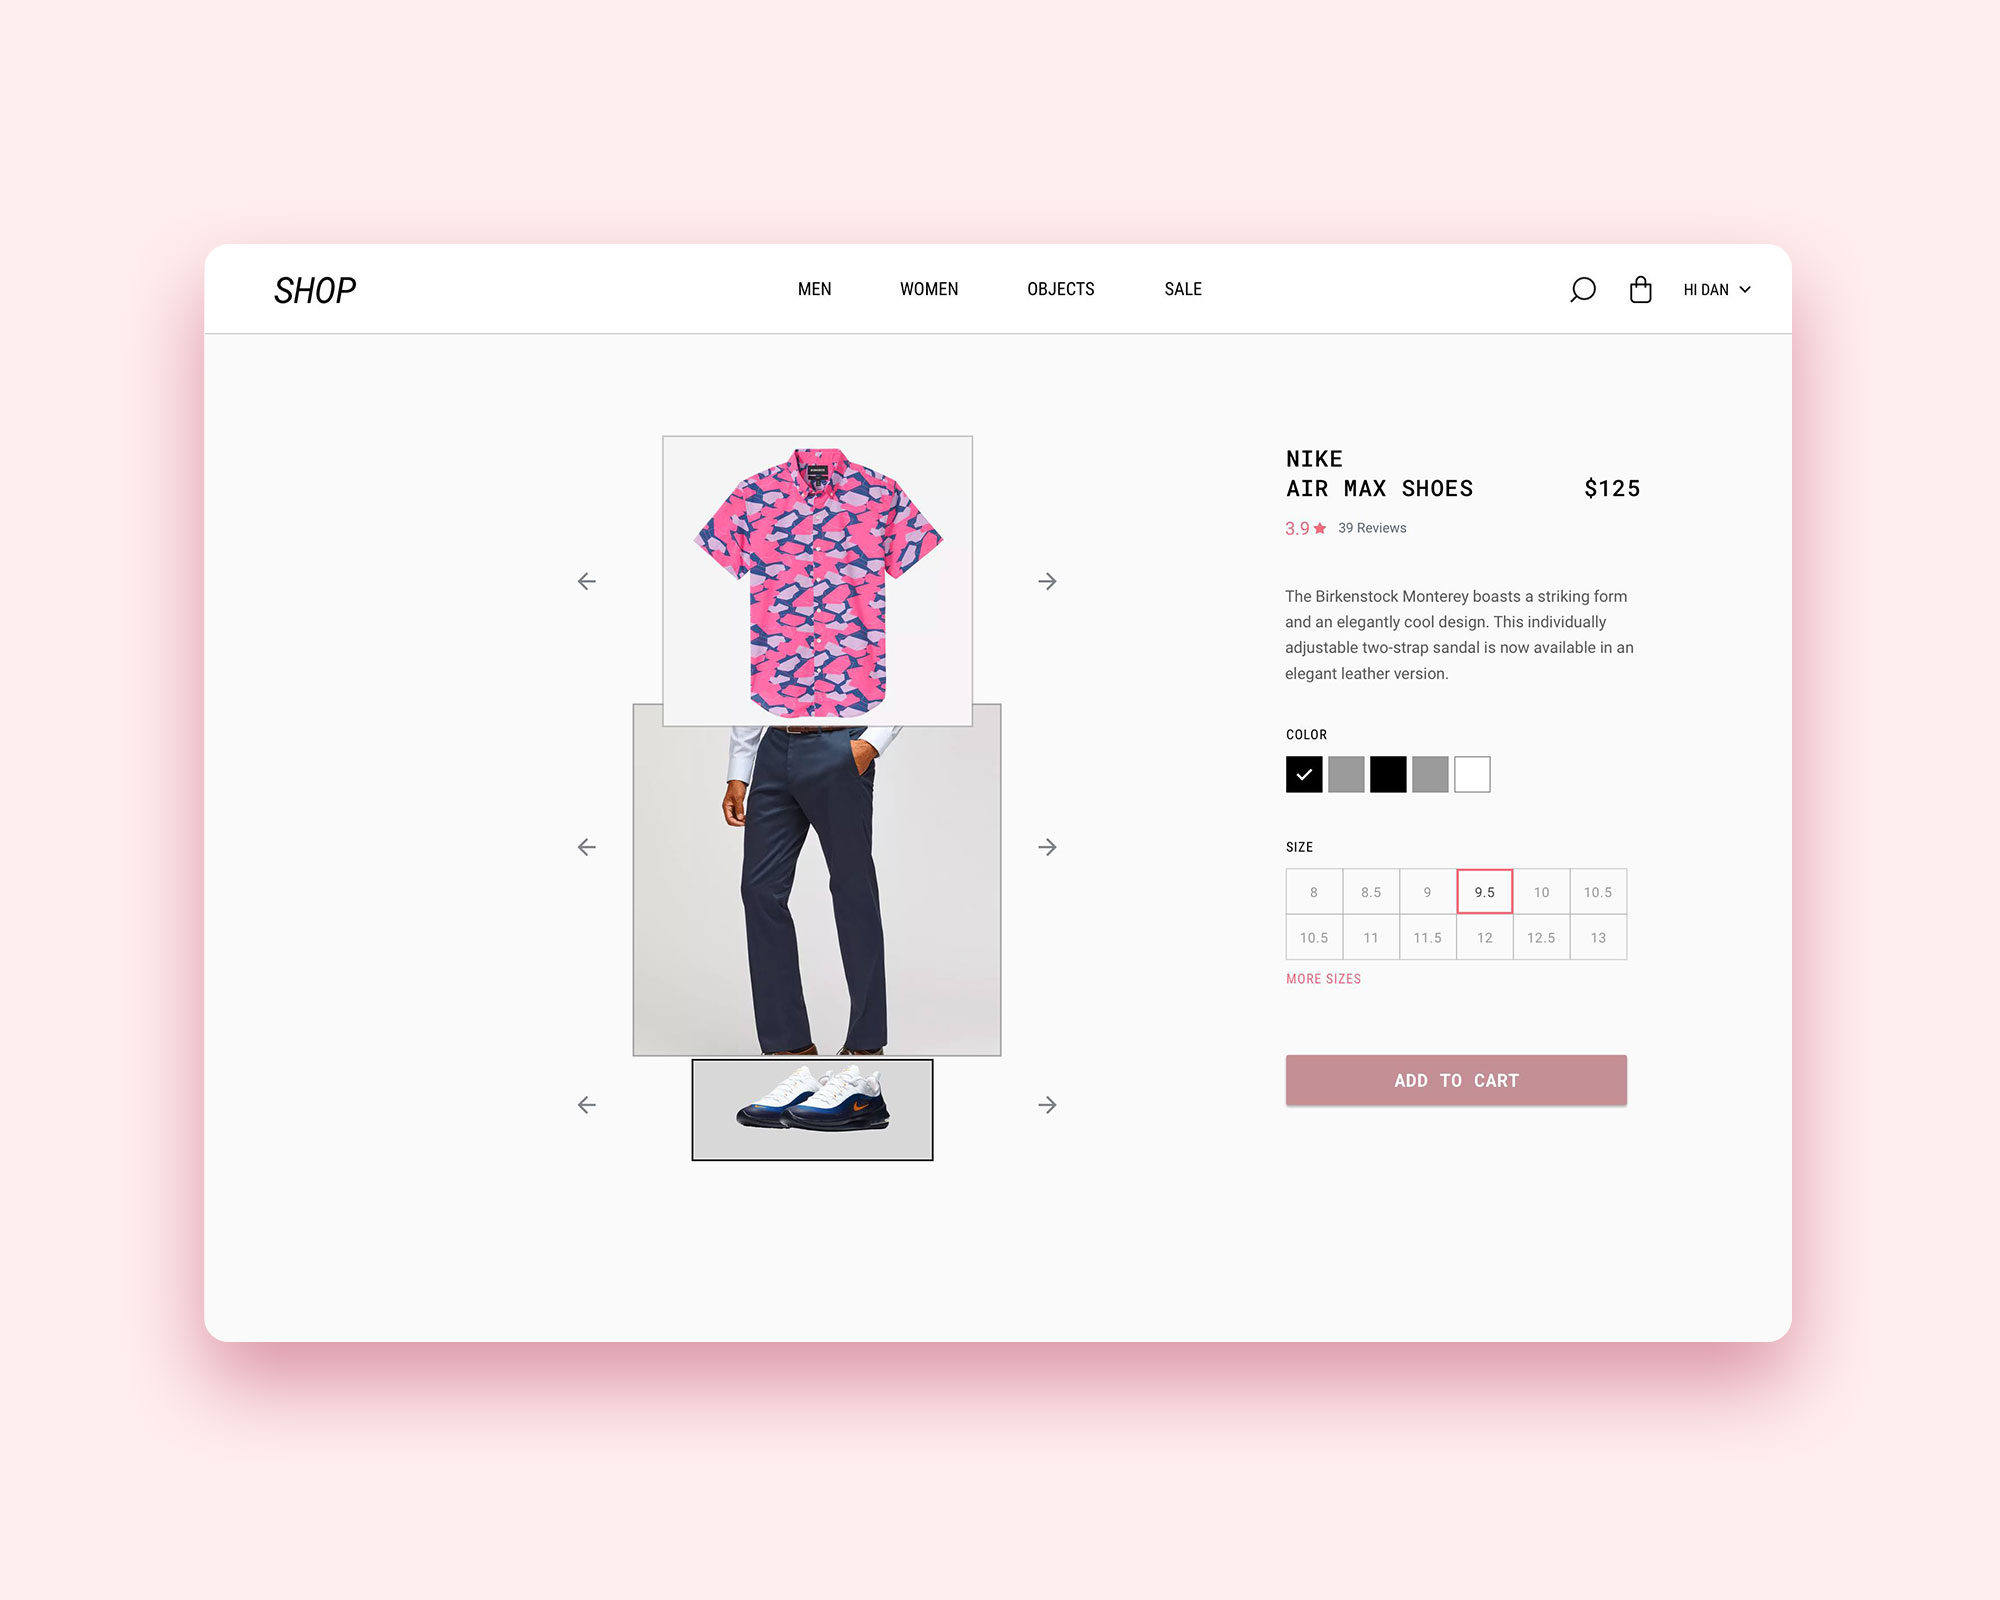 SHOP
MEN
WOMEN
OBJECTS
SALE
HI DAN
NIKE
AIR MAX SHOES
$125
3.9
39 Reviews
The Birkenstock Monterey boasts a striking form
and an elegantly cool design. This individually
adjustable two-strap sandal is now available in an
elegant leather version.
COLOR
SIZE
8 8.5 9 9.5 10 10.5
10.5 11 11.5 12 12.5 13
MORE SIZES
ADD TO CART